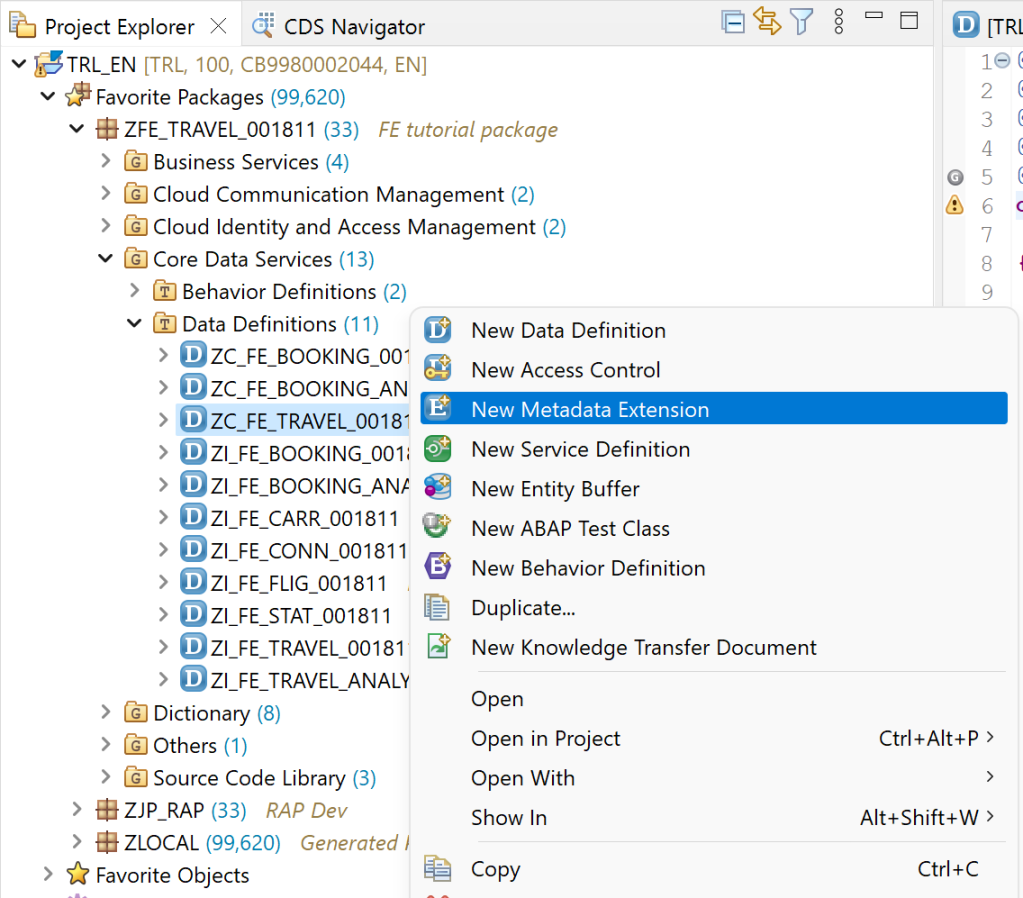 Project Explorer
CDS Navigator
[TRL
TRL_EN [TRL, 100, CB9980002044, EN]
Favorite Packages (99,620)
ZFE_TRAVEL_001811 (33) FE tutorial package
Business Services (4)
Cloud Communication Management (2)
Cloud Identity and Access Management (2)
Core Data Services (13)
Behavior Definitions (2)
Data Definitions (11)
ZC_FE_BOOKING_001
ZC_FE_BOOKING_AN
ZC_FE_TRAVEL_00181
ZI_FE_BOOKING_001
ZI_FE_BOOKING_ANA
ZI_FE_CARR_001811
ZI_FE_CONN_001811
ZI_FE_FLIG_001811
ZI_FE_STAT_001811
ZI_FE_TRAVEL_00181
ZI_FE_TRAVEL_ANALY
Dictionary (8)
Others (1)
Source Code Library (3)
ZJP_RAP (33) RAP Dev
ZLOCAL (99,620) Generated
Favorite Objects
New Data Definition
New Access Control
New Metadata Extension
New Service Definition
New Entity Buffer
New ABAP Test Class
New Behavior Definition
Duplicate...
New Knowledge Transfer Document
Open
Open in Project Ctrl+Alt+P
Open With
Show In Alt+Shift+W
Copy Ctrl+C
1
2
3
4
5
6
7
8
9